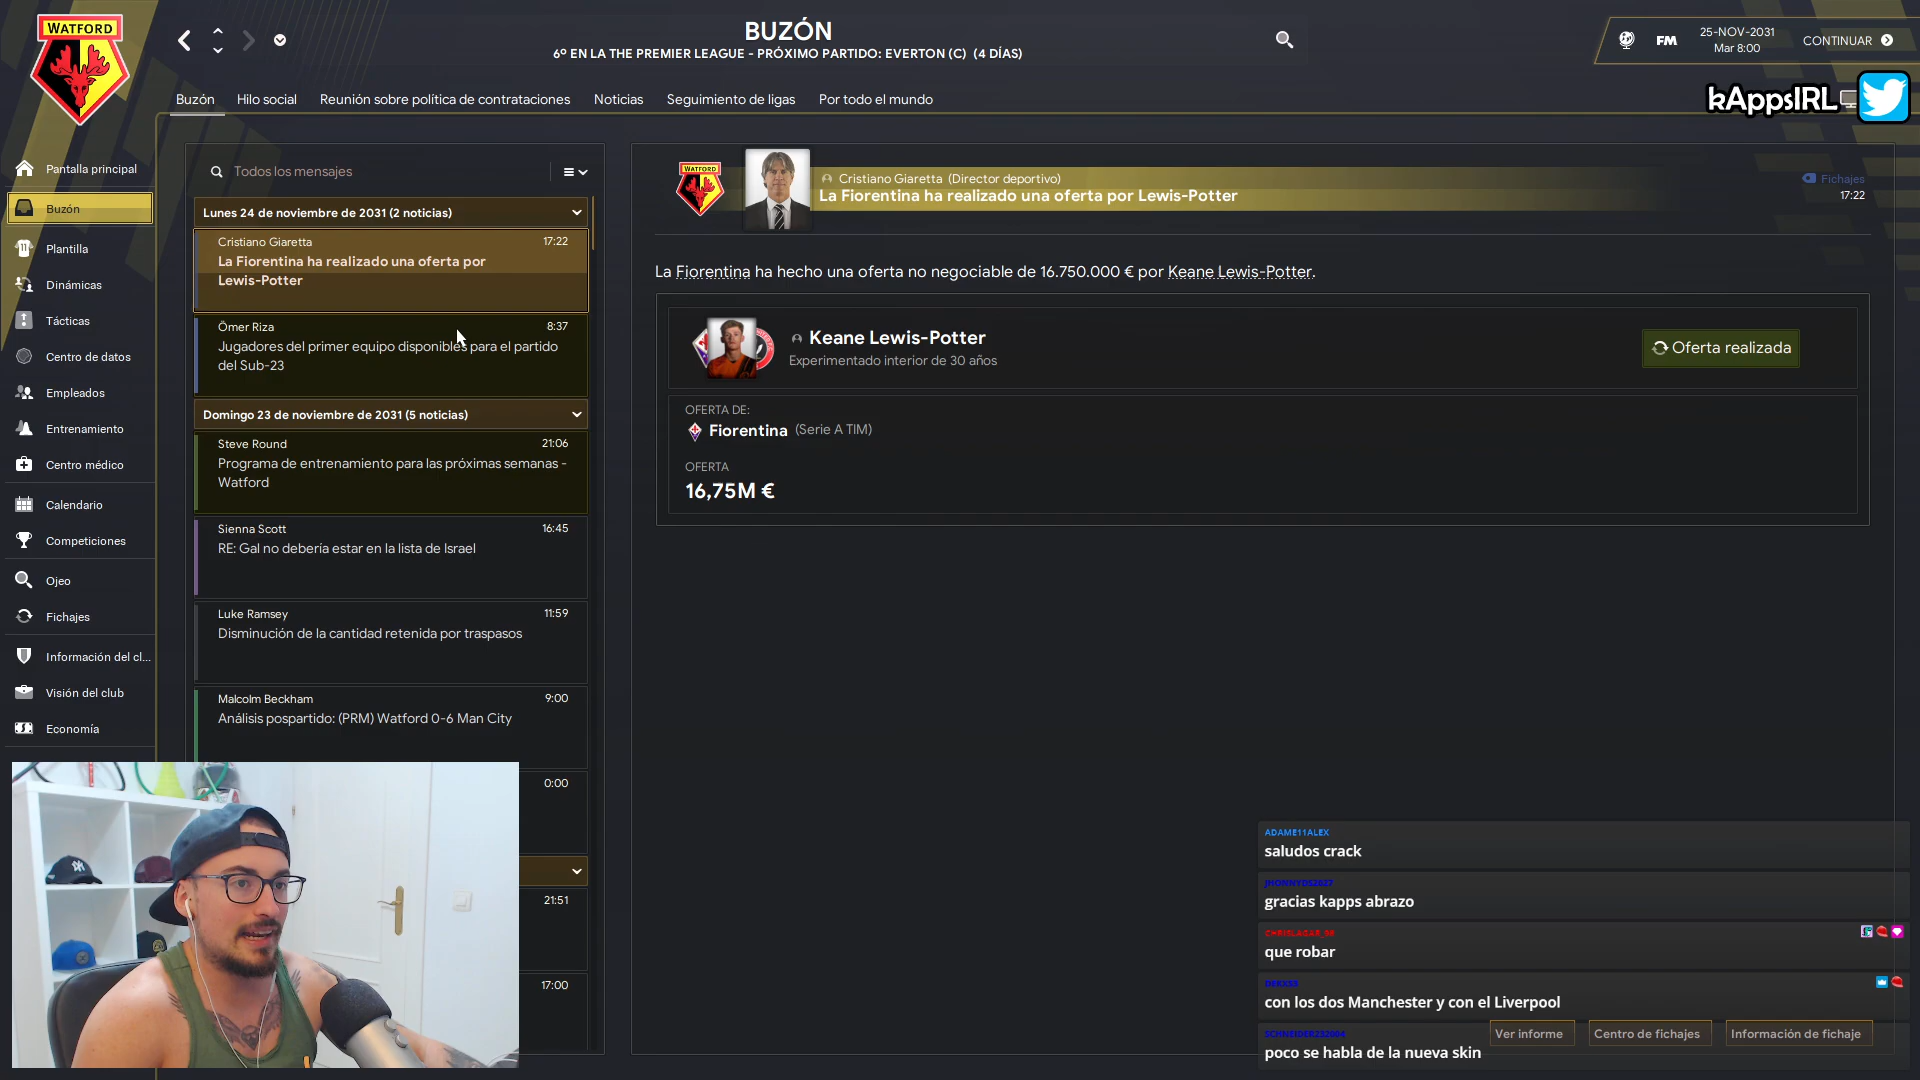 WATFORD
BUZÓN
6º EN LA THE PREMIER LEAGUE - PRÓXIMO PARTIDO: EVERTON (C) (4 DÍAS)
FM
25-NOV-2031
Mar 8:00
CONTINUAR
kAppsIRL
Buzón
Hilo social
Reunión sobre política de contrataciones
Noticias
Seguimiento de ligas
Por todo el mundo
Pantalla principal
Buzón
Plantilla
Dinámicas
Tácticas
Centro de datos
Empleados
Entrenamiento
Centro médico
Calendario
Competiciones
Ojeo
Fichajes
Información del cl...
Visión del club
Economía
Todos los mensajes
Lunes 24 de noviembre de 2031 (2 noticias)
Cristiano Giaretta 17:22
La Fiorentina ha realizado una oferta por
Lewis-Potter
Ömer Riza 8:37
Jugadores del primer equipo disponibles para el partido
del Sub-23
Domingo 23 de noviembre de 2031 (5 noticias)
Steve Round 21:06
Programa de entrenamiento para las próximas semanas -
Watford
Sienna Scott 16:45
RE: Gal no debería estar en la lista de Israel
Luke Ramsey 11:59
Disminución de la cantidad retenida por traspasos
Malcolm Beckham 9:00
Análisis pospartido: (PRM) Watford 0-6 Man City
0:00
21:51
17:00
WATFORD
Cristiano Giaretta (Director deportivo)
La Fiorentina ha realizado una oferta por Lewis-Potter
Fichajes
17:22
La Fiorentina ha hecho una oferta no negociable de 16.750.000 € por Keane Lewis-Potter.
Keane Lewis-Potter
Experimentado interior de 30 años
Oferta realizada
OFERTA DE:
Fiorentina (Serie A TIM)
OFERTA
16,75M €
ADAME11ALEX
saludos crack
JHONNYDS2627
gracias kapps abrazo
que robar
con los dos Manchester y con el Liverpool
SCHNEIDER252004
poco se habla de la nueva skin
Ver informe
Centro de fichajes
Información de fichaje